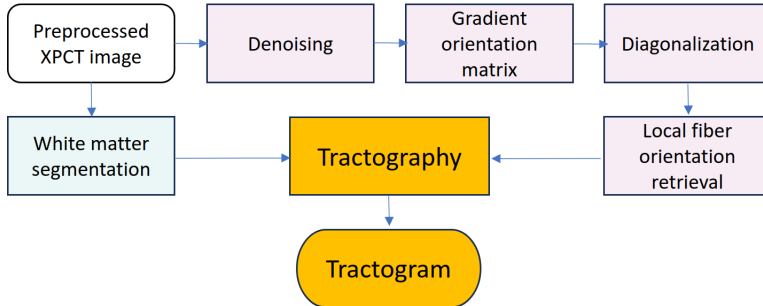 Preprocessed
XPCT image
Denoising
Gradient
orientation
matrix
Diagonalization
White matter
segmentation
Tractography
Local fiber
orientation
retrieval
Tractogram